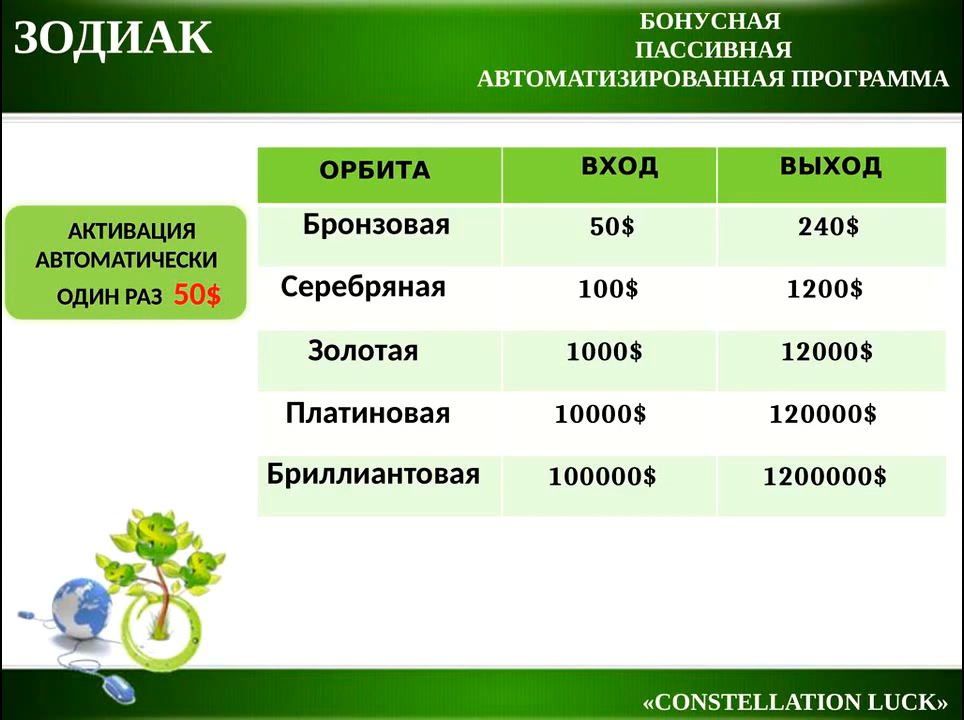 ЗОДИАК
БОНУСНАЯ
ПАССИВНАЯ
АВТОМАТИЗИРОВАННАЯ ПРОГРАММА
АКТИВАЦИЯ
АВТОМАТИЧЕСКИ
ОДИН РАЗ 50$
ОРБИТА ВХОД ВЫХОД
Бронзовая 50$ 240$
Серебряная 100$ 1200$
Золотая 1000$ 12000$
Платиновая 10000$ 120000$
Бриллиантовая 100000$ 1200000$
«CONSTELLATION LUCK»